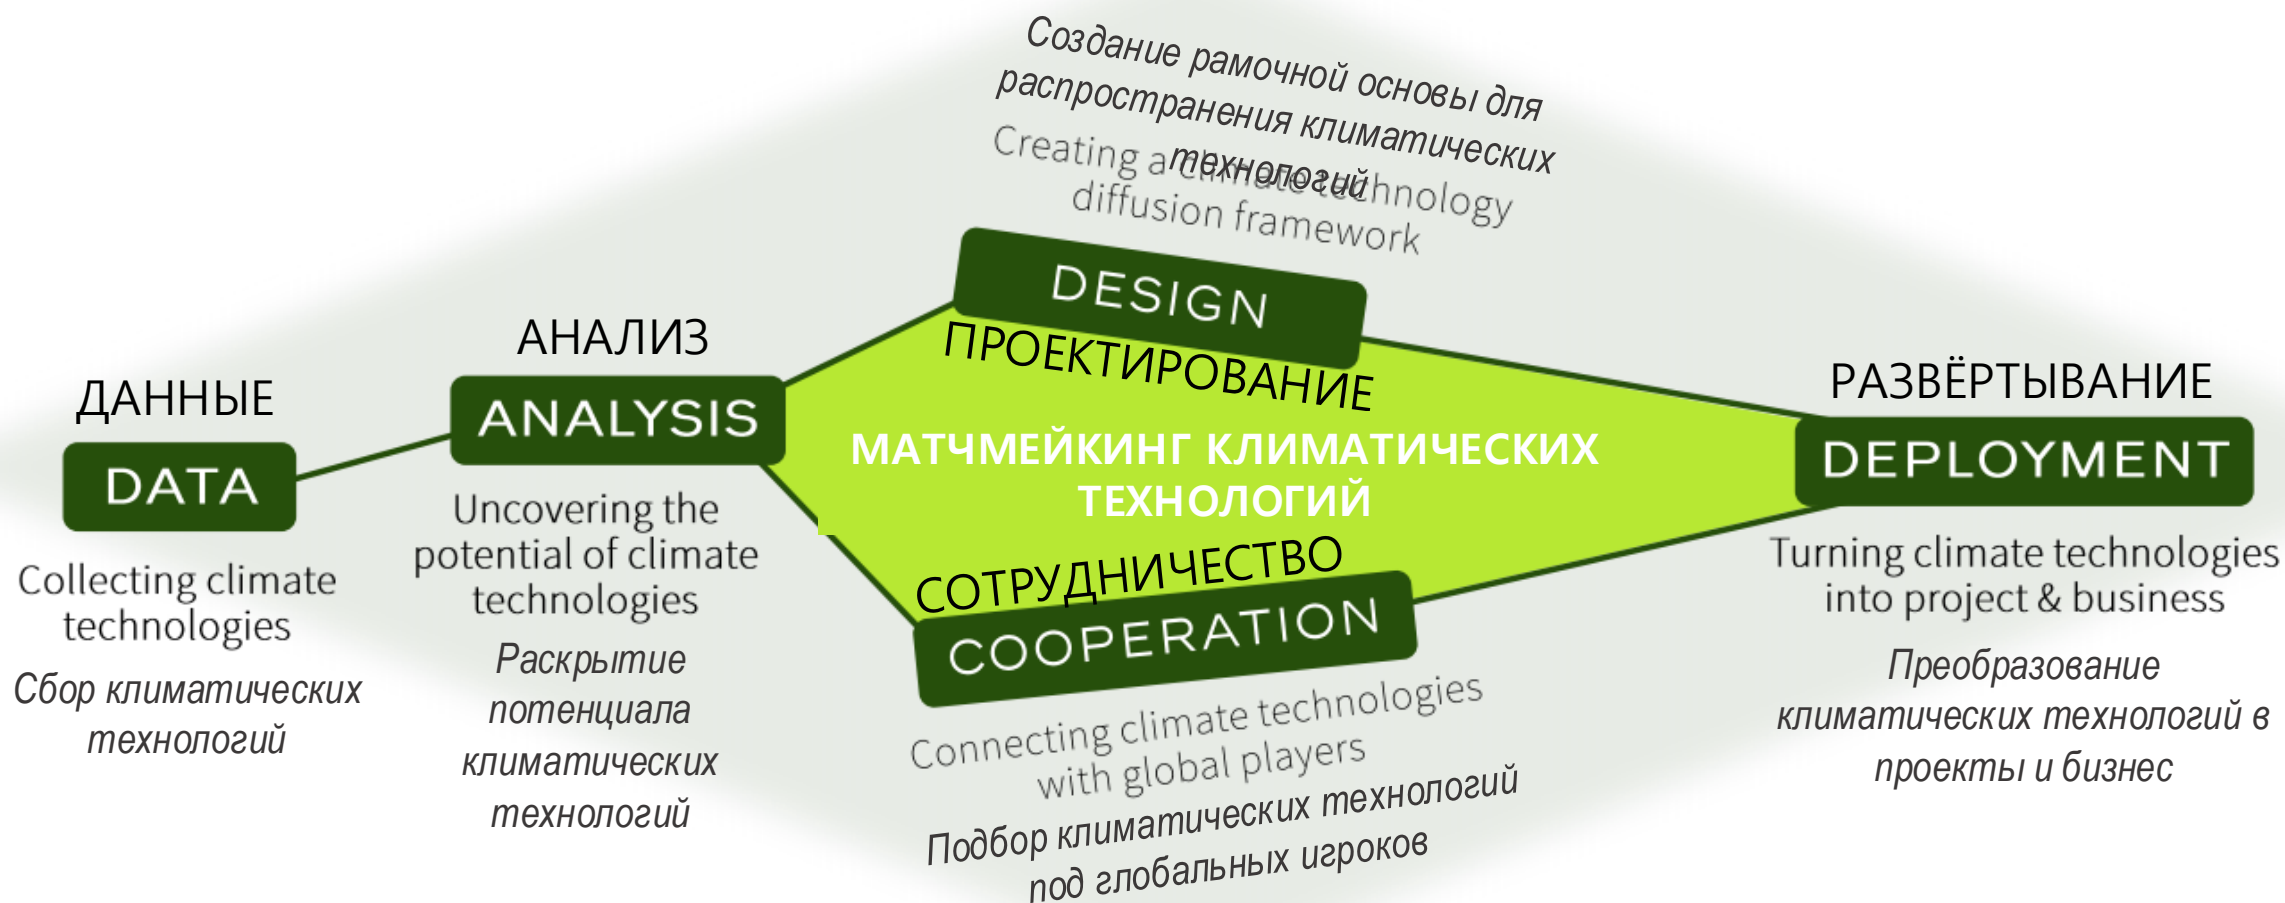 Создание рамочной основы для
распространения климатических
технологий
Creating a climate technology
diffusion framework
DESIGN
ПРОЕКТИРОВАНИЕ
АНАЛИЗ
ANALYSIS
Uncovering the
potential of climate
technologies
Раскрытие
потенциала
климатических
технологий
ДАННЫЕ
DATA
Collecting climate
technologies
Сбор климатических
технологий
МАТЧМЕЙКИНГ КЛИМАТИЧЕСКИХ
ТЕХНОЛОГИЙ
СОТРУДНИЧЕСТВО
COOPERATION
Connecting climate technologies
with global players
Подбор климатических технологий
под глобальных игроков
РАЗВЁРТЫВАНИЕ
DEPLOYMENT
Turning climate technologies
into project & business
Преобразование
климатических технологий в
проекты и бизнес